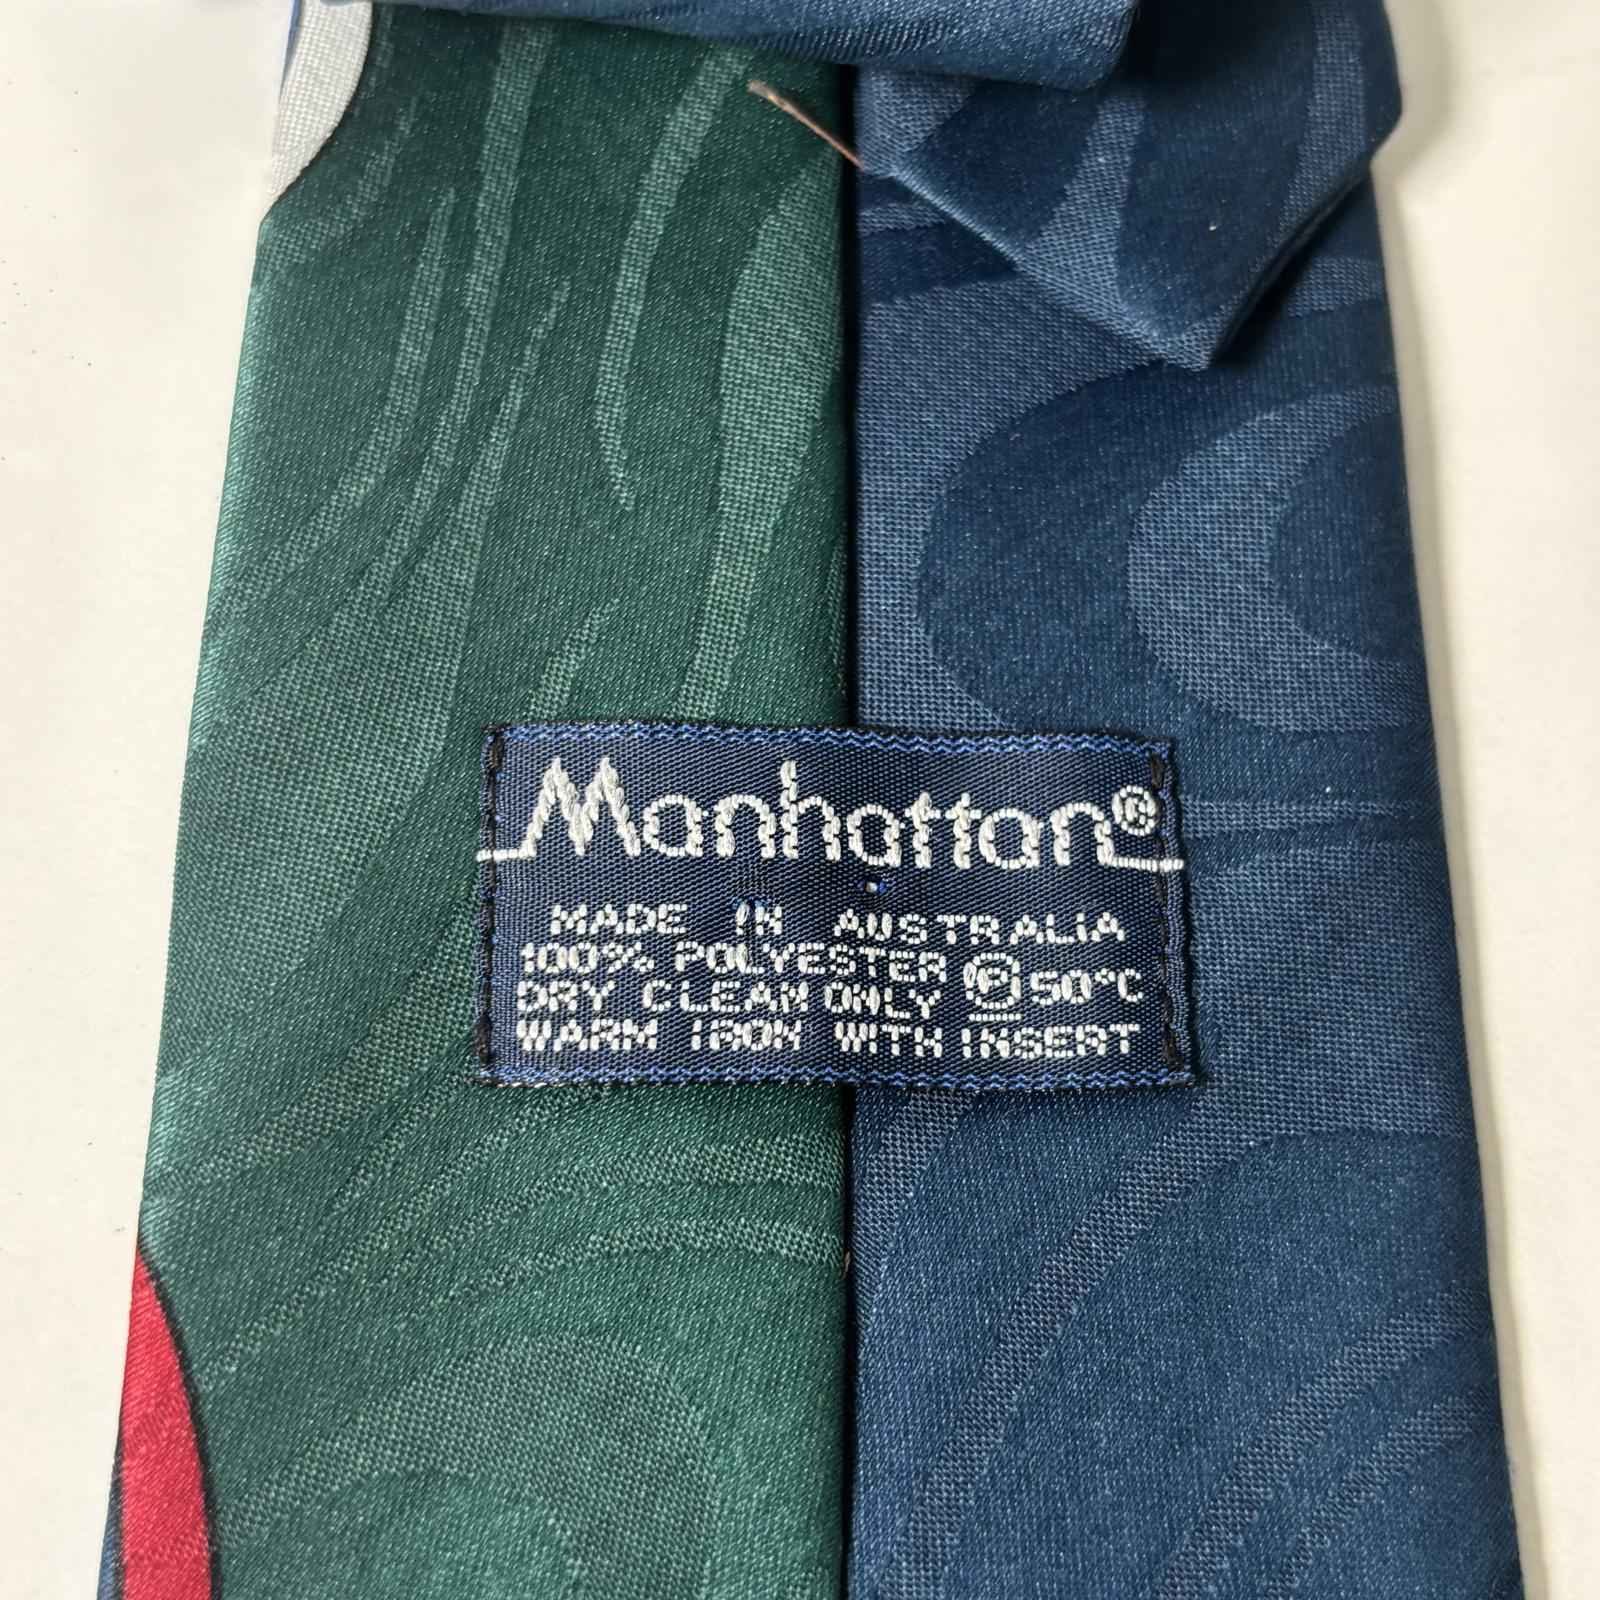 Manhattan®
MADE IN AUSTRALIA
100% POLYESTER Ⓟ 50°C
DRY CLEAN ONLY
WARM IRON WITH INSERT